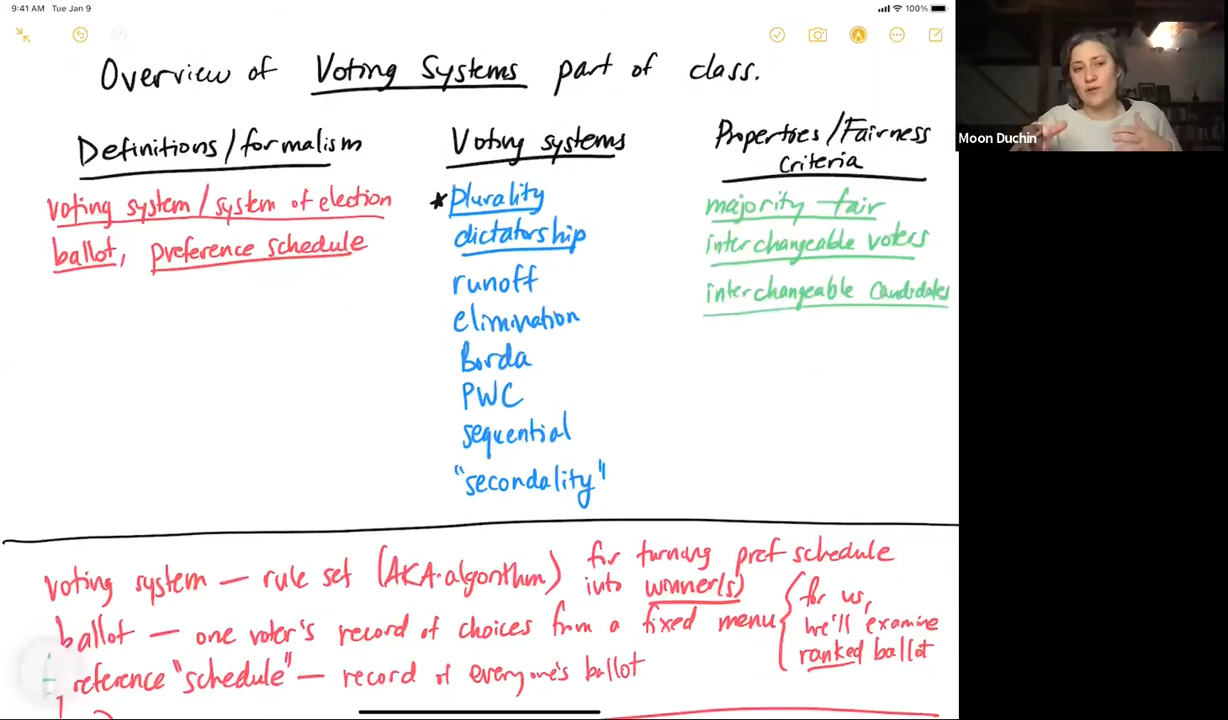 9:41 AM Tue Jan 9
100%
Overview of Voting Systems part of class.
Definitions/formalism
voting system/system of election
ballot, preference schedule
Voting systems
*plurality
dictatorship
runoff
elimination
Borda
PWC
sequential
"secondality"
Properties/Fairness
Criteria
majority fair
interchangeable voters
interchangeable candidates
Moon Duchin
voting system — rule set (AKA algorithm) for turning pref schedule
into winner(s)
ballot — one voter's record of choices from a fixed menu
{for us,
we'll examine
ranked ballot
reference "schedule" — record of everyone's ballot